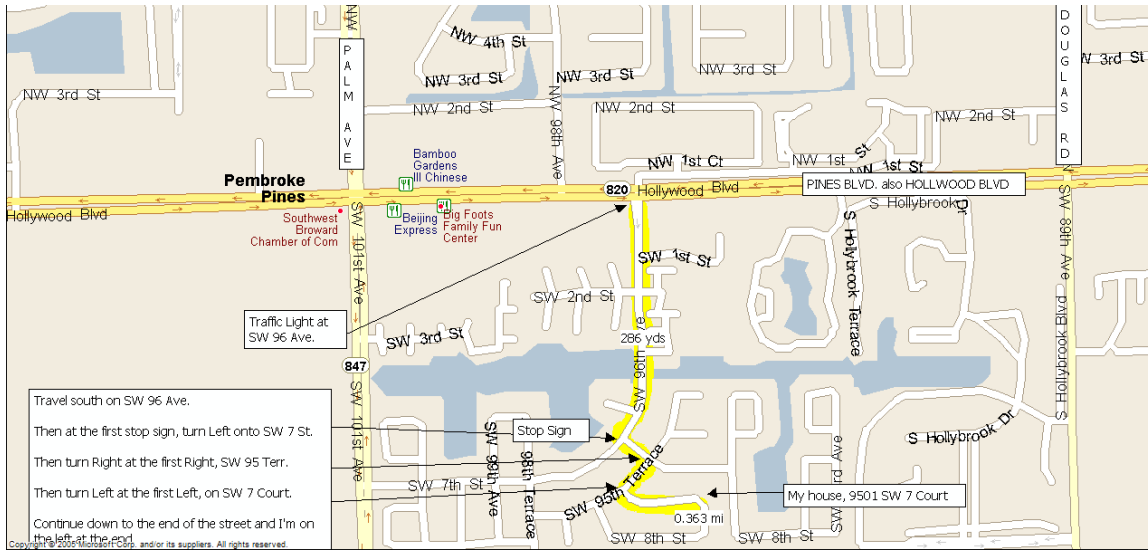 NW 4th St
NW 3rd St
NW 3rd St
NW 3rd St
NW 3rd St
NW 3rd St
NW
PALM AVE
DOUGLAS RD
NW 2nd St
NW 2nd St
NW 2nd St
NW 98th Ave
NW 1st Ct
NW 1st St
NW 1st St
Bamboo
Gardens
III Chinese
Pembroke
Pines
820
Hollywood Blvd
PINES BLVD. also HOLLWOOD BLVD
Hollywood Blvd
Southwest
Broward
Chamber of Com
Beijing
Express
Big Foots
Family Fun
Center
S Hollybrook Dr
S Hollybrook Terrace
SW 89th Ave
S Hollybrook Blvd
SW 101st Ave
SW 1st St
SW 2nd St
SW 3rd St
Traffic Light at
SW 96 Ave.
286 yds
SW 96th Ave
847
SW 101st Ave
Travel south on SW 96 Ave.
Then at the first stop sign, turn Left onto SW 7 St.
Then turn Right at the first Right, SW 95 Terr.
Then turn Left at the first Left, on SW 7 Court.
Continue down to the end of the street and I'm on
the left at the end
Stop Sign
S Hollybrook Dr
SW 99th Ave
98th Terrace
SW 7th St
SW 95th Terrace
My house, 9501 SW 7 Court
0.363 mi
SW 8th St
SW 8th St
Copyright © 2005 Microsoft Corp. and/or its suppliers. All rights reserved.